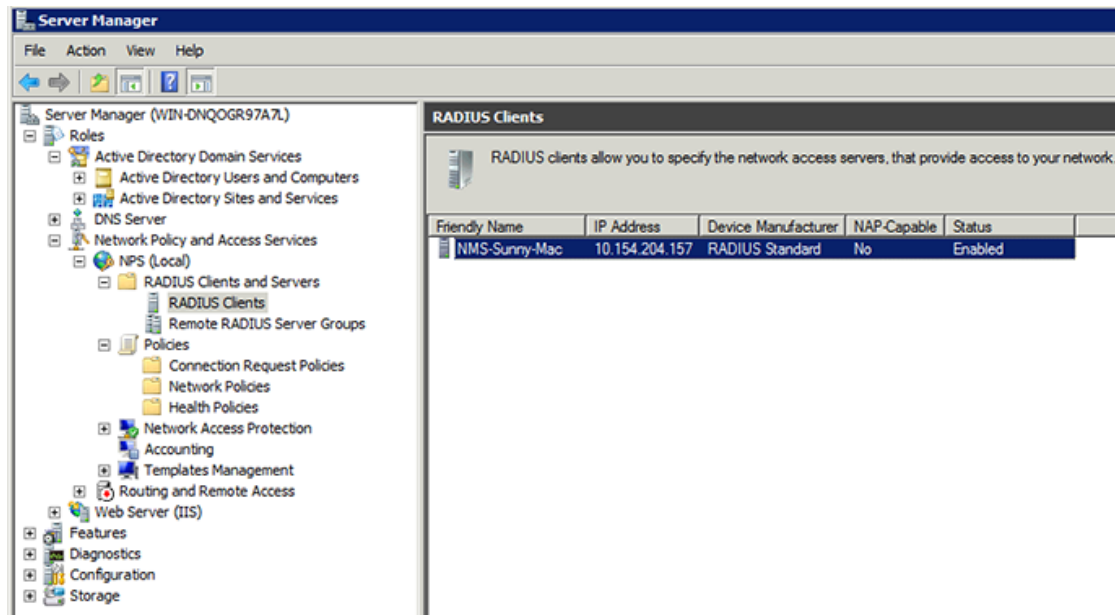 Server Manager
File Action View Help
Server Manager (WIN-DNQOGR97A7L)
Roles
Active Directory Domain Services
Active Directory Users and Computers
Active Directory Sites and Services
DNS Server
Network Policy and Access Services
NPS (Local)
RADIUS Clients and Servers
RADIUS Clients
Remote RADIUS Server Groups
Policies
Connection Request Policies
Network Policies
Health Policies
Network Access Protection
Accounting
Templates Management
Routing and Remote Access
Web Server (IIS)
Features
Diagnostics
Configuration
Storage
RADIUS Clients
RADIUS clients allow you to specify the network access servers, that provide access to your network.
Friendly Name IP Address Device Manufacturer NAP-Capable Status
NMS-Sunny-Mac 10.154.204.157 RADIUS Standard No Enabled